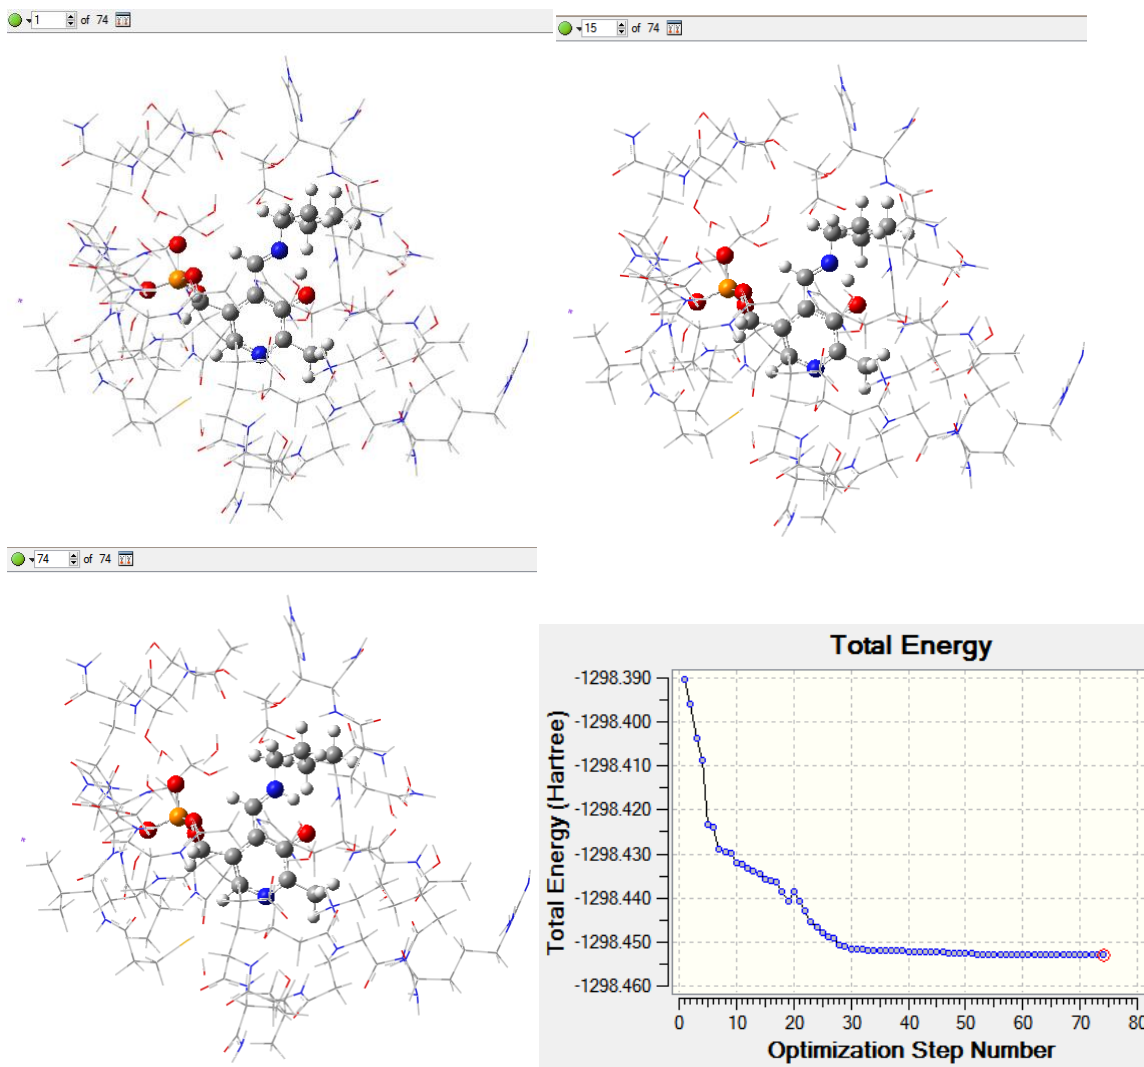 1 of 74
15 of 74
74 of 74
Total Energy
Total Energy (Hartree)
-1298.390
-1298.400
-1298.410
-1298.420
-1298.430
-1298.440
-1298.450
-1298.460
0 10 20 30 40 50 60 70 80
Optimization Step Number